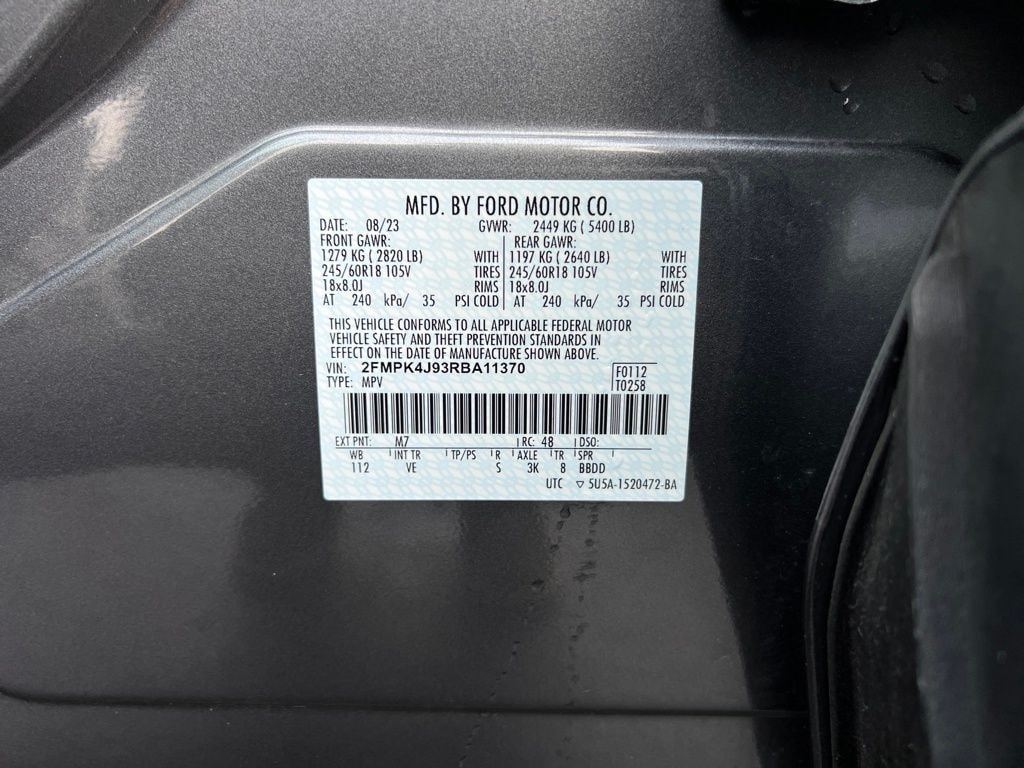 MFD. BY FORD MOTOR CO.
DATE: 08/23 GVWR: 2449 KG ( 5400 LB)
FRONT GAWR: REAR GAWR:
1279 KG ( 2820 LB) WITH 1197 KG ( 2640 LB) WITH
245/60R18 105V TIRES 245/60R18 105V TIRES
18x8.0J RIMS 18x8.0J RIMS
AT 240 kPa/ 35 PSI COLD AT 240 kPa/ 35 PSI COLD
THIS VEHICLE CONFORMS TO ALL APPLICABLE FEDERAL MOTOR
VEHICLE SAFETY AND THEFT PREVENTION STANDARDS IN
EFFECT ON THE DATE OF MANUFACTURE SHOWN ABOVE.
VIN: 2FMPK4J93RBA11370 F0112
TYPE: MPV T0258
EXT PNT: M7 RC: 48 DSO:
WB INT TR TP/PS R AXLE TR SPR
112 VE S 3K 8 BBDD
UTC ▽ 5U5A-1520472-BA